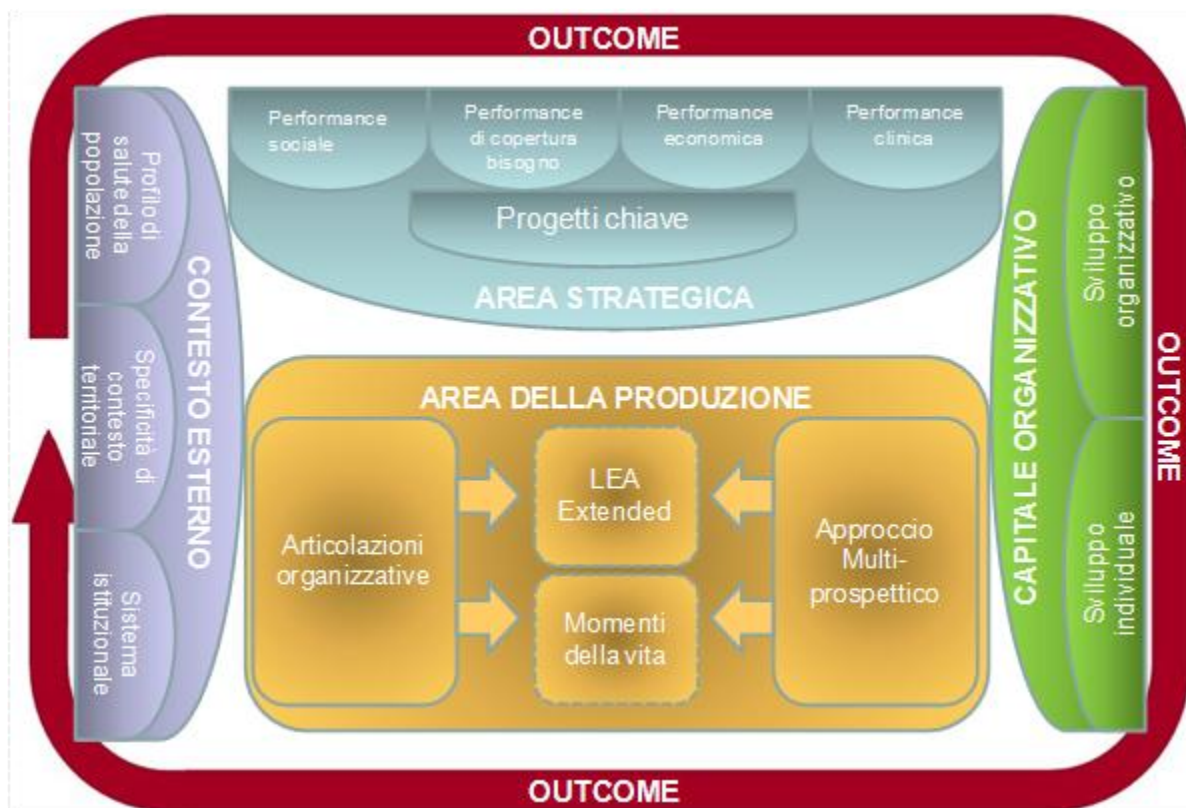 OUTCOME
Performance
sociale
Performance
di copertura
bisogno
Performance
economica
Performance
clinica
Progetti chiave
AREA STRATEGICA
Profilo di
salute della
popolazione
Specificità di
contesto
territoriale
Sistema
istituzionale
CONTESTO ESTERNO
AREA DELLA PRODUZIONE
Articolazioni
organizzative
LEA
Extended
Momenti
della vita
Approccio
Multi-
prospettico
CAPITALE ORGANIZZATIVO
Sviluppo
organizzativo
Sviluppo
individuale
OUTCOME
OUTCOME